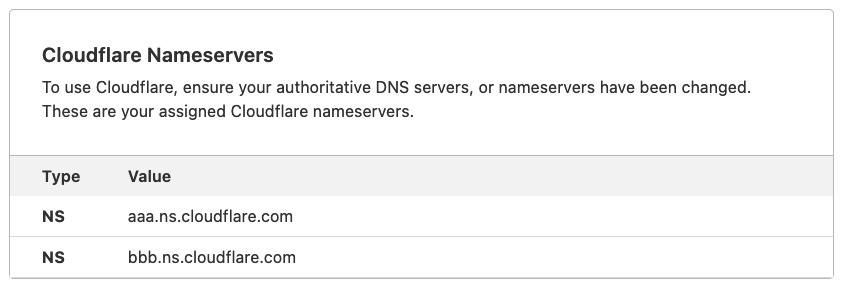 Cloudflare Nameservers
To use Cloudflare, ensure your authoritative DNS servers, or nameservers have been changed.
These are your assigned Cloudflare nameservers.
Type Value
NS aaa.ns.cloudflare.com
NS bbb.ns.cloudflare.com